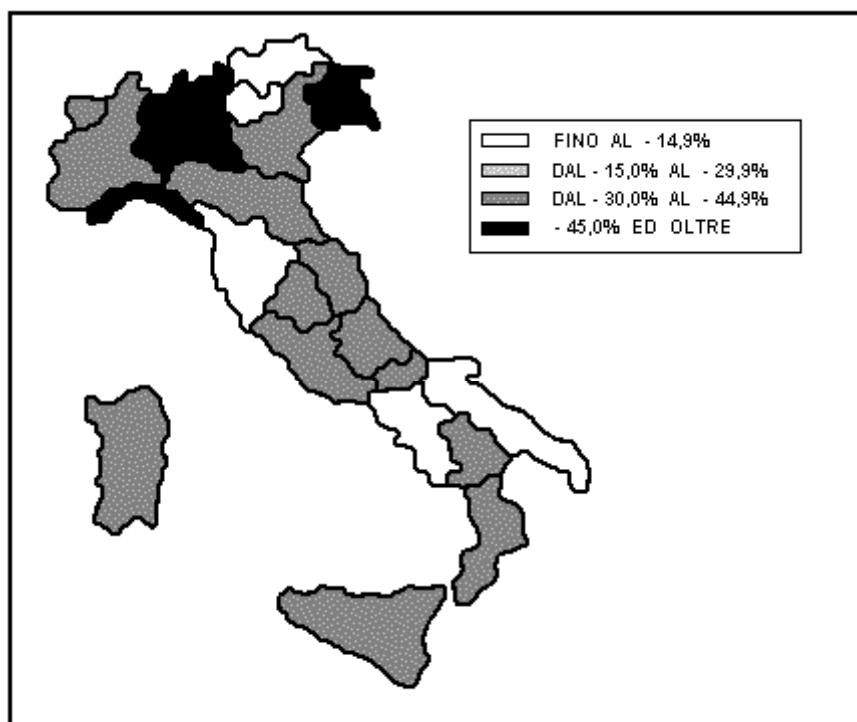 FINO AL - 14,9%
DAL - 15,0% AL - 29,9%
DAL - 30,0% AL - 44,9%
- 45,0% ED OLTRE